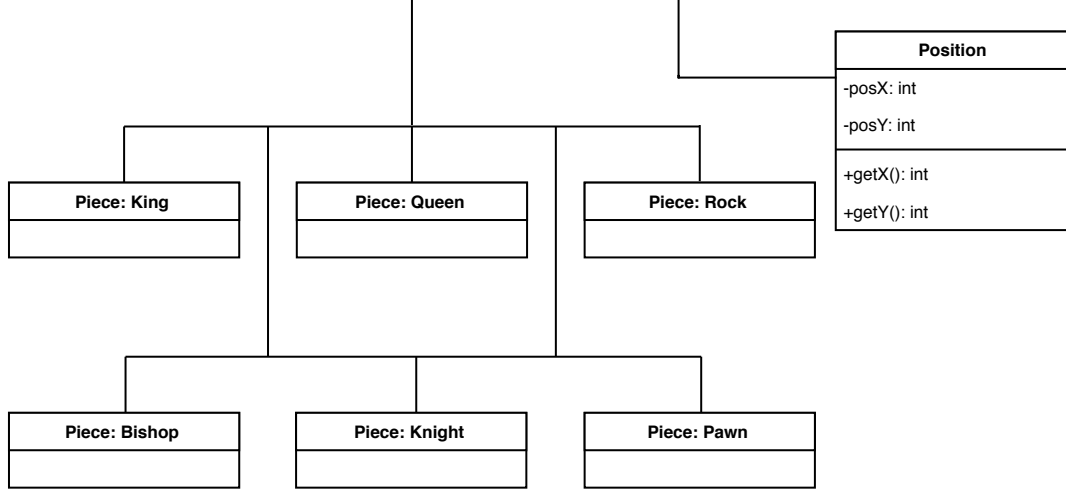 Position
-posX: int
-posY: int
+getX(): int
+getY(): int
Piece: King
Piece: Queen
Piece: Rock
Piece: Bishop
Piece: Knight
Piece: Pawn